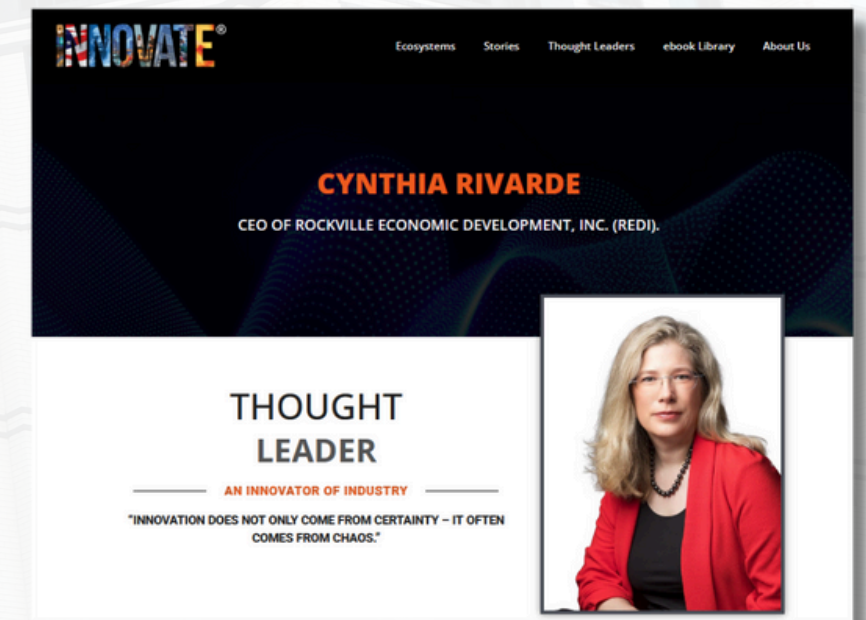 INNOVATE®
Ecosystems Stories Thought Leaders ebook Library About Us
CYNTHIA RIVARDE
CEO OF ROCKVILLE ECONOMIC DEVELOPMENT, INC. (REDI).
THOUGHT
LEADER
AN INNOVATOR OF INDUSTRY
"INNOVATION DOES NOT ONLY COME FROM CERTAINTY – IT OFTEN
COMES FROM CHAOS."